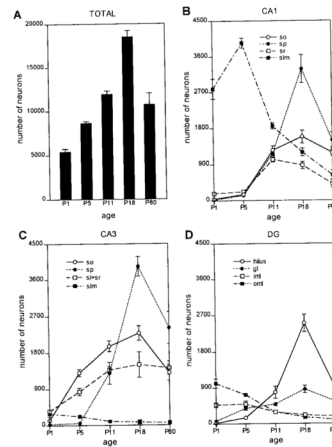 A
TOTAL
20000
15000
10000
5000
0
number of neurons
P1 P5 P11 P18 P80
age
B
CA1
4500
3600
2700
1800
900
0
number of neurons
so
sp
sr
slm
P1 P5 P11 P18
age
C
CA3
4500
3600
2700
1800
900
0
number of neurons
so
sp
sl+sr
slm
P1 P5 P11 P18 P80
age
D
DG
4500
3600
2700
1800
900
0
number of neurons
hilus
gl
iml
oml
P1 P5 P11 P18
age